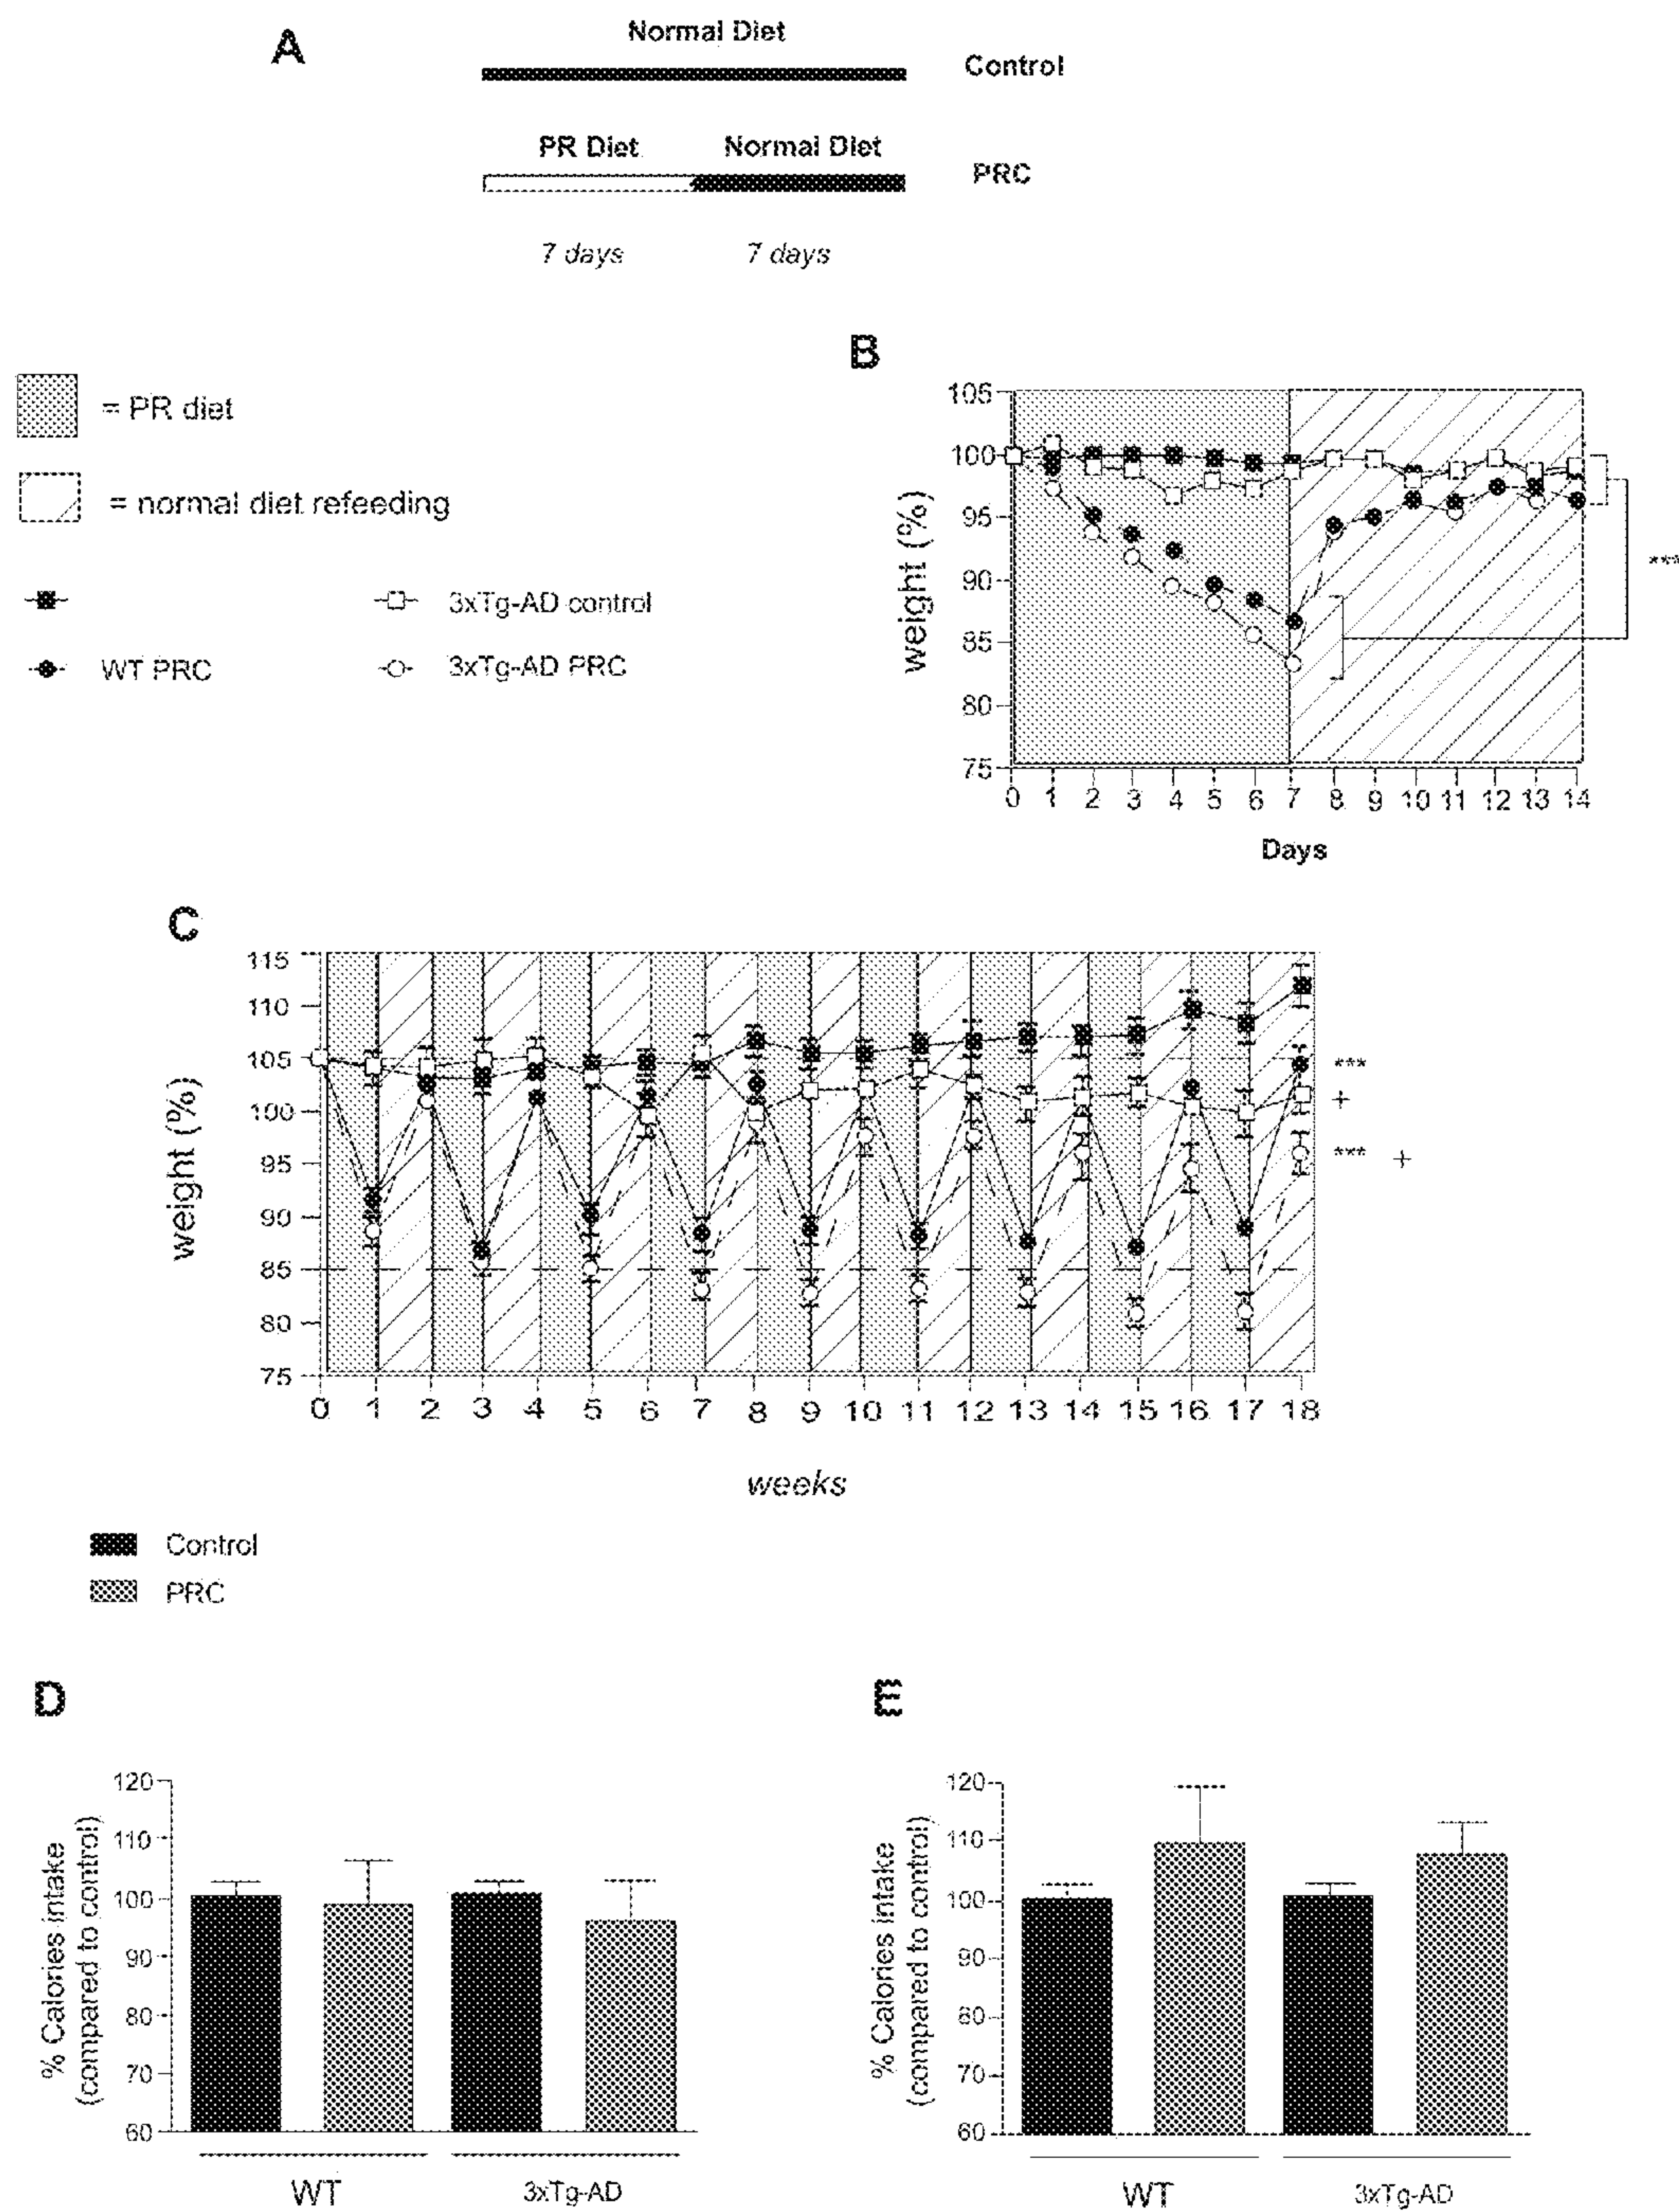 A
Normal Diet
Control
PR Diet
Normal Diet
PRC
7 days
7 days
= PR diet
= normal diet refeeding
3xTg-AD control
WT PRC
3xTg-AD PRC
B
105
100
95
90
85
80
75
weight (%)
0 1 2 3 4 5 6 7 8 9 10 11 12 13 14
Days
***
C
115
110
105
100
95
90
85
80
75
weight (%)
0 1 2 3 4 5 6 7 8 9 10 11 12 13 14 15 16 17 18
weeks
***
+
*** +
Control
PRC
D
120
110
100
90
80
70
60
% Calories intake
(compared to control)
WT
3xTg-AD
E
120
110
100
90
80
70
60
% Calories intake
(compared to control)
WT
3xTg-AD